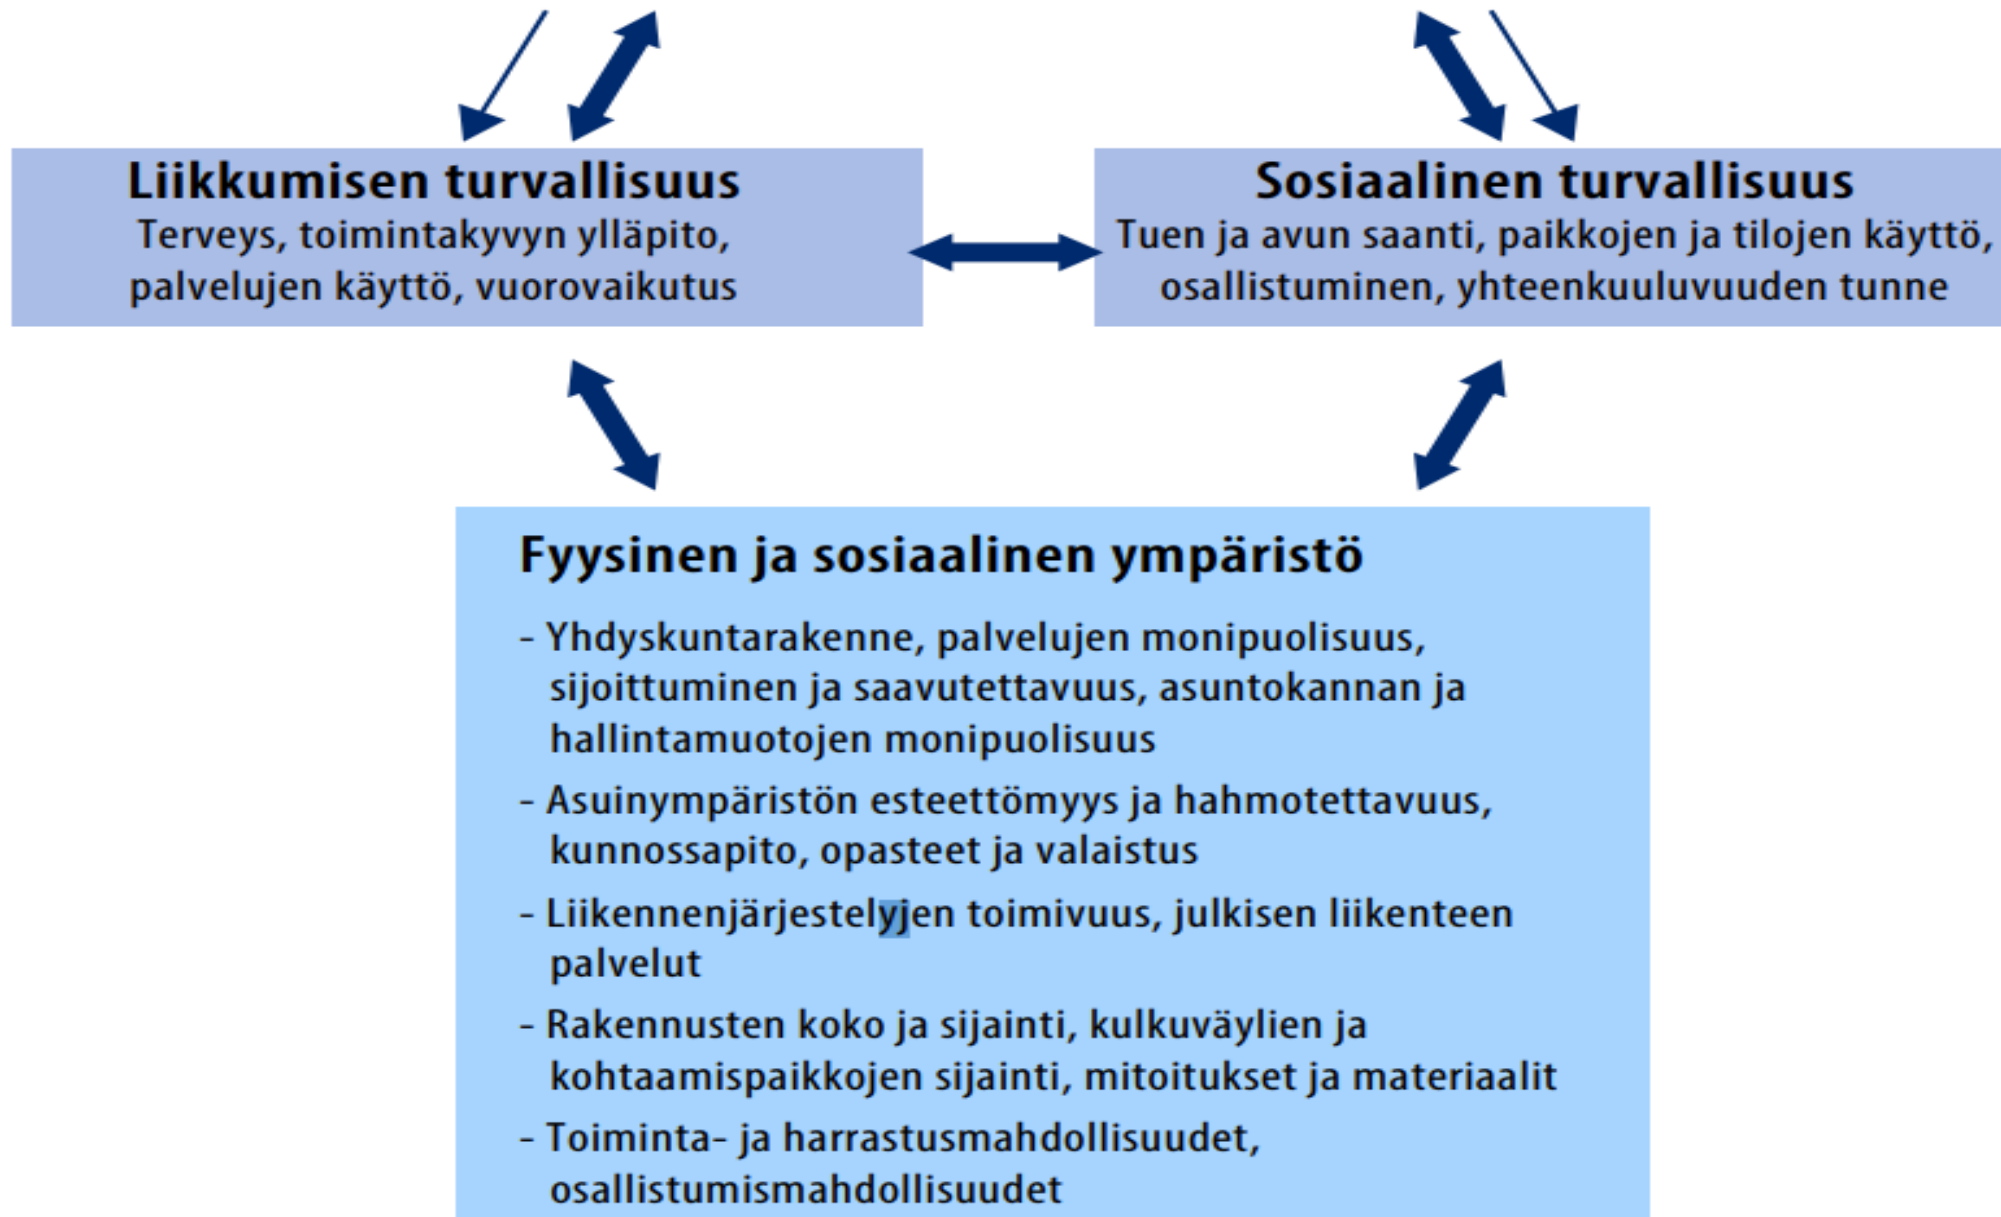 Liikkumisen turvallisuus
Terveys, toimintakyvyn ylläpito,
palvelujen käyttö, vuorovaikutus
Sosiaalinen turvallisuus
Tuen ja avun saanti, paikkojen ja tilojen käyttö,
osallistuminen, yhteenkuuluvuuden tunne
Fyysinen ja sosiaalinen ympäristö
- Yhdyskuntarakenne, palvelujen monipuolisuus,
sijoittuminen ja saavutettavuus, asuntokannan ja
hallintamuotojen monipuolisuus
- Asuinympäristön esteettömyys ja hahmotettavuus,
kunnossapito, opasteet ja valaistus
- Liikennenjärjestelyjen toimivuus, julkisen liikenteen
palvelut
- Rakennusten koko ja sijainti, kulkuväylien ja
kohtaamispaikkojen sijainti, mitoitukset ja materiaalit
- Toiminta- ja harrastusmahdollisuudet,
osallistumismahdollisuudet